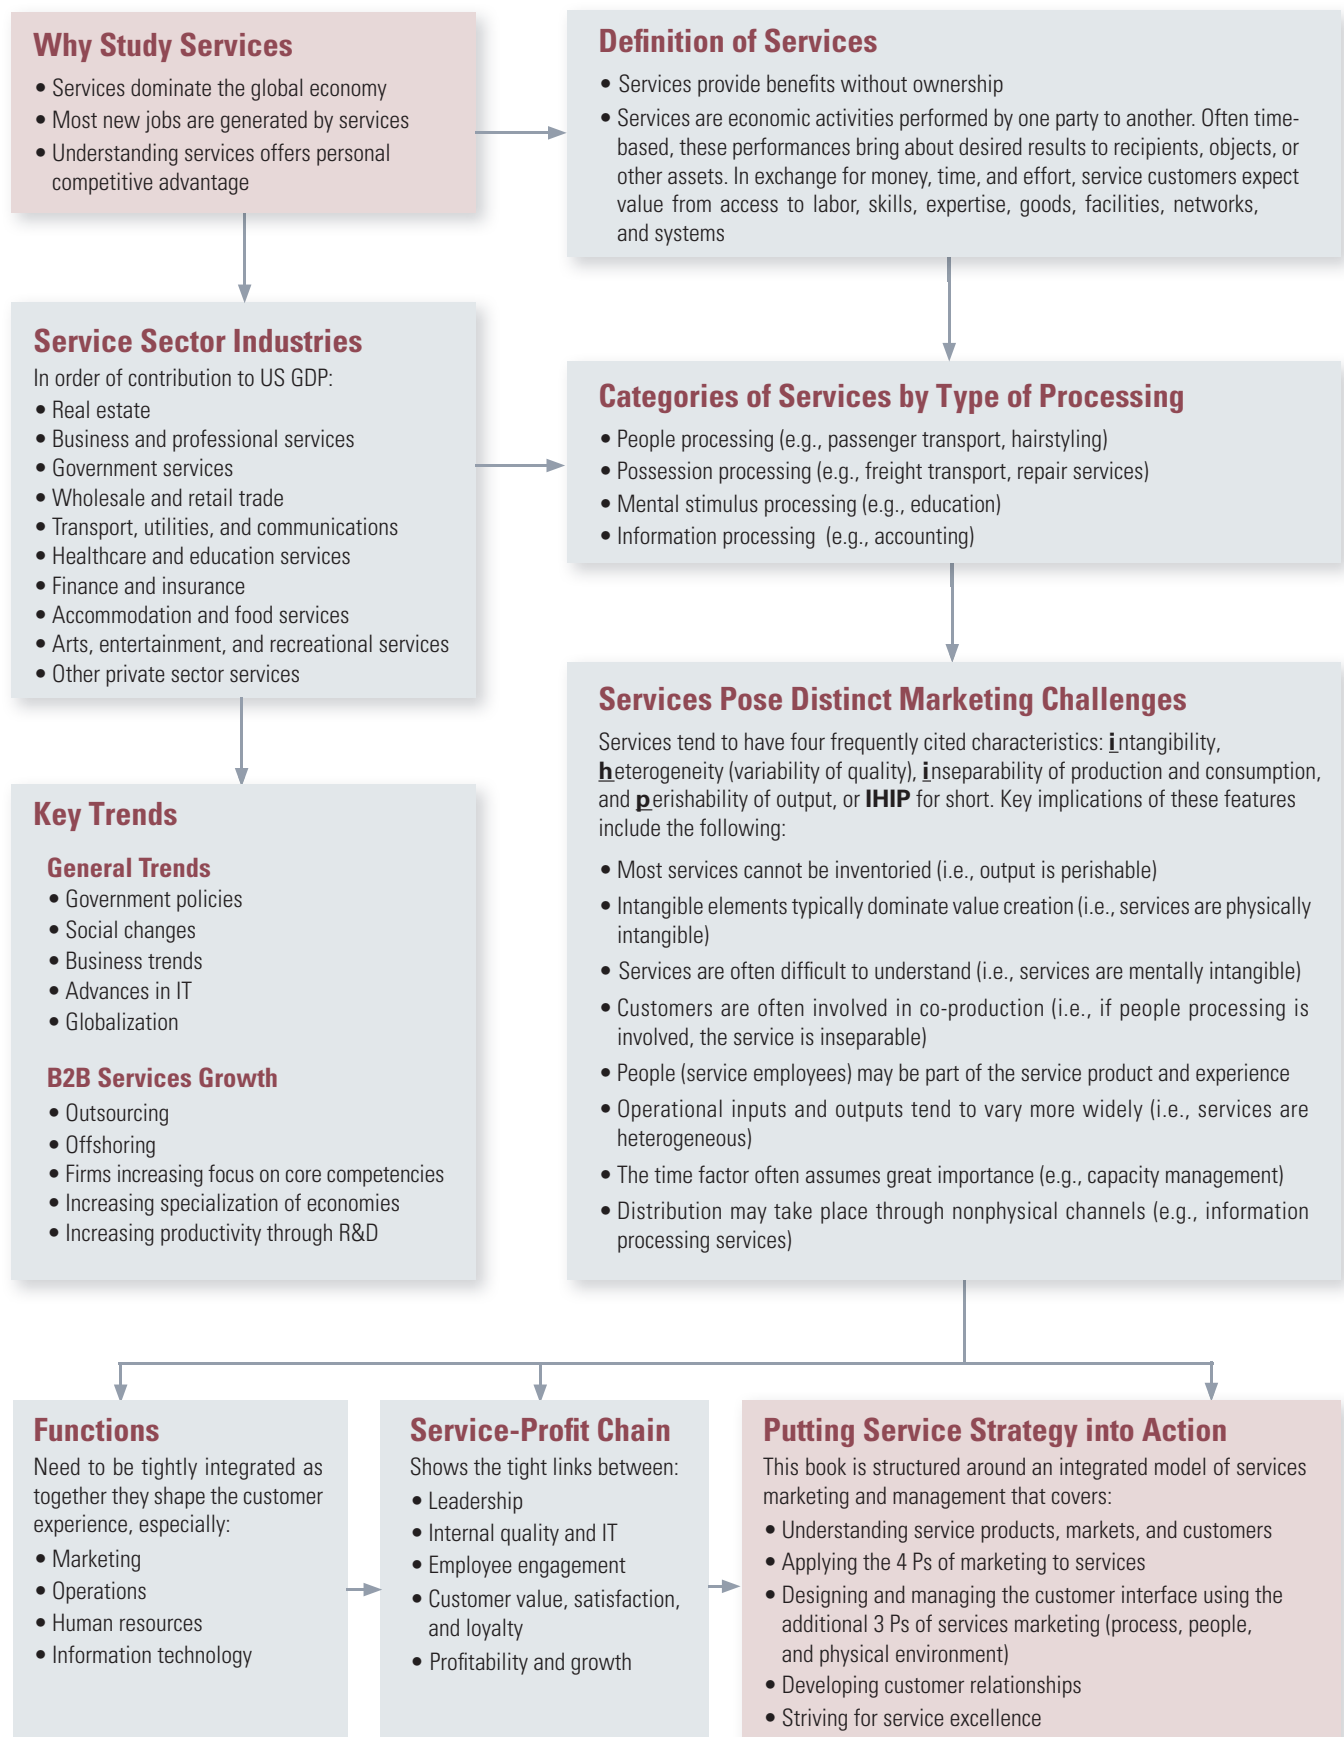 Why Study Services
• Services dominate the global economy
• Most new jobs are generated by services
• Understanding services offers personal
competitive advantage
Definition of Services
• Services provide benefits without ownership
• Services are economic activities performed by one party to another. Often time-
based, these performances bring about desired results to recipients, objects, or
other assets. In exchange for money, time, and effort, service customers expect
value from access to labor, skills, expertise, goods, facilities, networks,
and systems
Service Sector Industries
In order of contribution to US GDP:
• Real estate
• Business and professional services
• Government services
• Wholesale and retail trade
• Transport, utilities, and communications
• Healthcare and education services
• Finance and insurance
• Accommodation and food services
• Arts, entertainment, and recreational services
• Other private sector services
Categories of Services by Type of Processing
• People processing (e.g., passenger transport, hairstyling)
• Possession processing (e.g., freight transport, repair services)
• Mental stimulus processing (e.g., education)
• Information processing (e.g., accounting)
Key Trends
General Trends
• Government policies
• Social changes
• Business trends
• Advances in IT
• Globalization
B2B Services Growth
• Outsourcing
• Offshoring
• Firms increasing focus on core competencies
• Increasing specialization of economies
• Increasing productivity through R&D
Services Pose Distinct Marketing Challenges
Services tend to have four frequently cited characteristics: intangibility,
heterogeneity (variability of quality), inseparability of production and consumption,
and perishability of output, or IHIP for short. Key implications of these features
include the following:
• Most services cannot be inventoried (i.e., output is perishable)
• Intangible elements typically dominate value creation (i.e., services are physically
intangible)
• Services are often difficult to understand (i.e., services are mentally intangible)
• Customers are often involved in co-production (i.e., if people processing is
involved, the service is inseparable)
• People (service employees) may be part of the service product and experience
• Operational inputs and outputs tend to vary more widely (i.e., services are
heterogeneous)
• The time factor often assumes great importance (e.g., capacity management)
• Distribution may take place through nonphysical channels (e.g., information
processing services)
Functions
Need to be tightly integrated as
together they shape the customer
experience, especially:
• Marketing
• Operations
• Human resources
• Information technology
Service-Profit Chain
Shows the tight links between:
• Leadership
• Internal quality and IT
• Employee engagement
• Customer value, satisfaction,
and loyalty
• Profitability and growth
Putting Service Strategy into Action
This book is structured around an integrated model of services
marketing and management that covers:
• Understanding service products, markets, and customers
• Applying the 4 Ps of marketing to services
• Designing and managing the customer interface using the
additional 3 Ps of services marketing (process, people,
and physical environment)
• Developing customer relationships
• Striving for service excellence